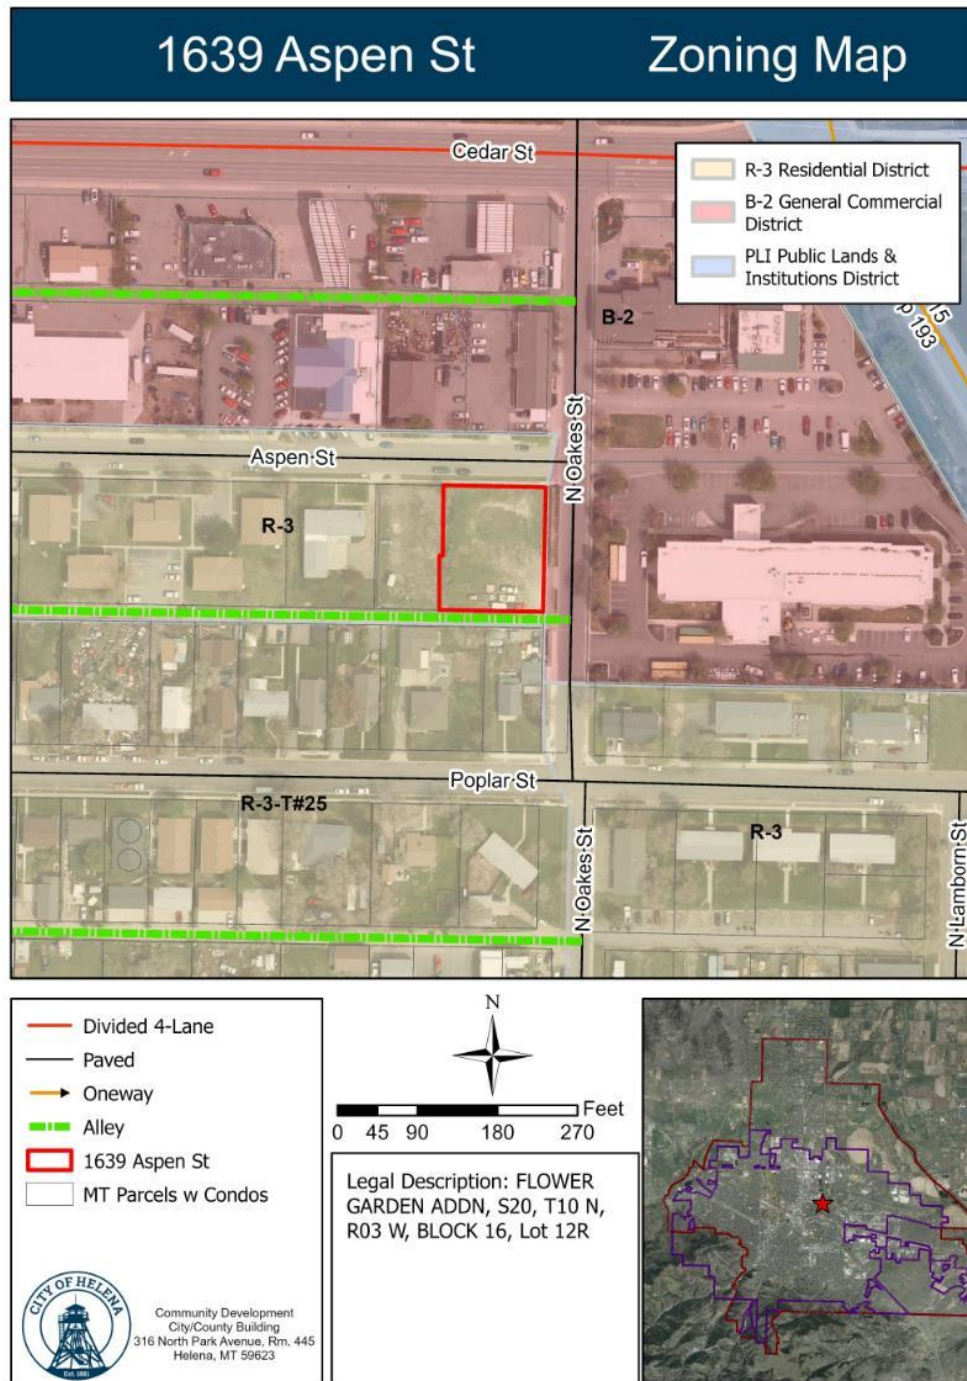 1639 Aspen St Zoning Map
Cedar St
R-3 Residential District
B-2 General Commercial
District
PLI Public Lands &
Institutions District
15
p 193
B-2
N Oakes St
Aspen St
R-3
Poplar St
R-3-T#25
R-3
N Oakes St
N Lamborn St
Divided 4-Lane
Paved
Oneway
Alley
1639 Aspen St
MT Parcels w Condos
N
Feet
0 45 90 180 270
Legal Description: FLOWER
GARDEN ADDN, S20, T10 N,
R03 W, BLOCK 16, Lot 12R
CITY OF HELENA
Est. 1881
Community Development
City/County Building
316 North Park Avenue, Rm. 445
Helena, MT 59623